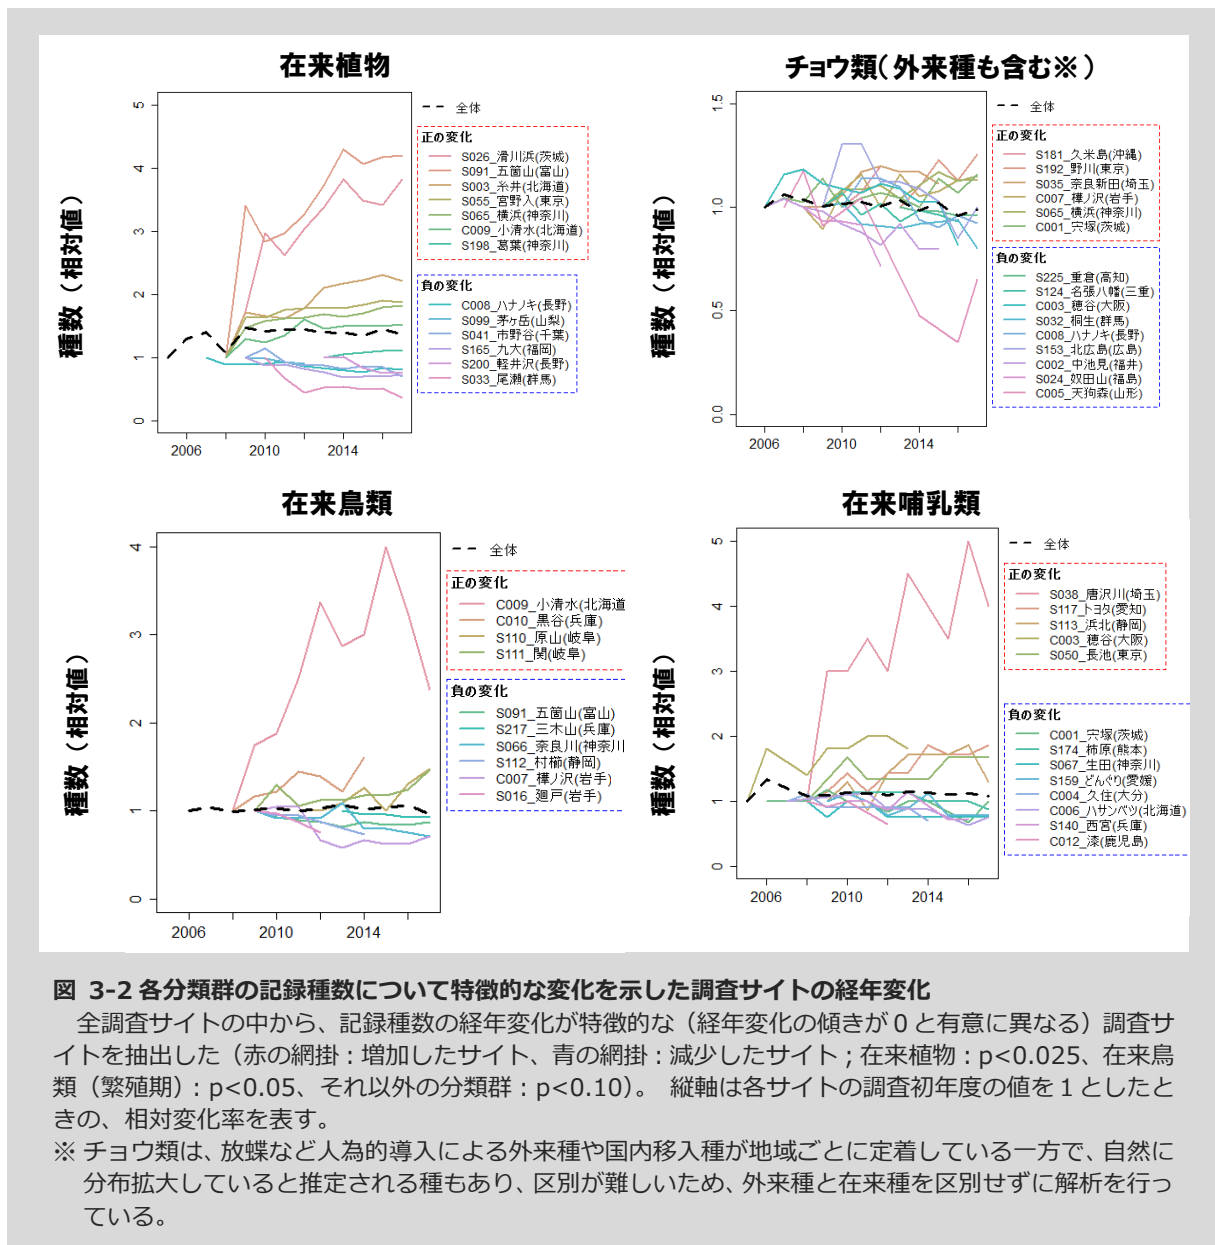 在来植物
種数（相対値）
5
4
3
2
1
0
2006
2010
2014
全体
正の変化
S026_滑川浜(茨城)
S091_五箇山(富山)
S003_糸井(北海道)
S055_宮野入(東京)
S065_横浜(神奈川)
C009_小清水(北海道)
S198_葛葉(神奈川)
負の変化
C008_ハナノキ(長野)
S099_茅ヶ岳(山梨)
S041_市野谷(千葉)
S165_九大(福岡)
S200_軽井沢(長野)
S033_尾瀬(群馬)
チョウ類（外来種も含む※）
種数（相対値）
1.5
1.0
0.5
0.0
2006
2010
2014
全体
正の変化
S181_久米島(沖縄)
S192_野川(東京)
S035_奈良新田(埼玉)
C007_樺ノ沢(岩手)
S065_横浜(神奈川)
C001_宍塚(茨城)
負の変化
S225_重倉(高知)
S124_名張八幡(三重)
C003_穂谷(大阪)
S032_桐生(群馬)
C008_ハナノキ(長野)
S153_北広島(広島)
C002_中池見(福井)
S024_奴田山(福島)
C005_天狗森(山形)
在来鳥類
種数（相対値）
4
3
2
1
0
2006
2010
2014
全体
正の変化
C009_小清水(北海道
C010_黒谷(兵庫)
S110_原山(岐阜)
S111_関(岐阜)
負の変化
S091_五箇山(富山)
S217_三木山(兵庫)
S066_奈良川(神奈川
S112_村櫛(静岡)
C007_樺ノ沢(岩手)
S016_廻戸(岩手)
在来哺乳類
種数（相対値）
5
4
3
2
1
0
2006
2010
2014
全体
正の変化
S038_唐沢川(埼玉)
S117_トヨタ(愛知)
S113_浜北(静岡)
C003_穂谷(大阪)
S050_長池(東京)
負の変化
C001_宍塚(茨城)
S174_柿原(熊本)
S067_生田(神奈川)
S159_どんぐり(愛媛)
C004_久住(大分)
C006_ハサンベツ(北海道)
S140_西宮(兵庫)
C012_漆(鹿児島)
図 3-2 各分類群の記録種数について特徴的な変化を示した調査サイトの経年変化
全調査サイトの中から、記録種数の経年変化が特徴的な（経年変化の傾きが 0 と有意に異なる）調査サ
イトを抽出した（赤の網掛：増加したサイト、青の網掛：減少したサイト；在来植物：p<0.025、在来鳥
類（繁殖期）：p<0.05、それ以外の分類群：p<0.10）。 縦軸は各サイトの調査初年度の値を 1 としたと
きの、相対変化率を表す。
※ チョウ類は、放蝶など人為的導入による外来種や国内移入種が地域ごとに定着している一方で、自然に
分布拡大していると推定される種もあり、区別が難しいため、外来種と在来種を区別せずに解析を行っ
ている。